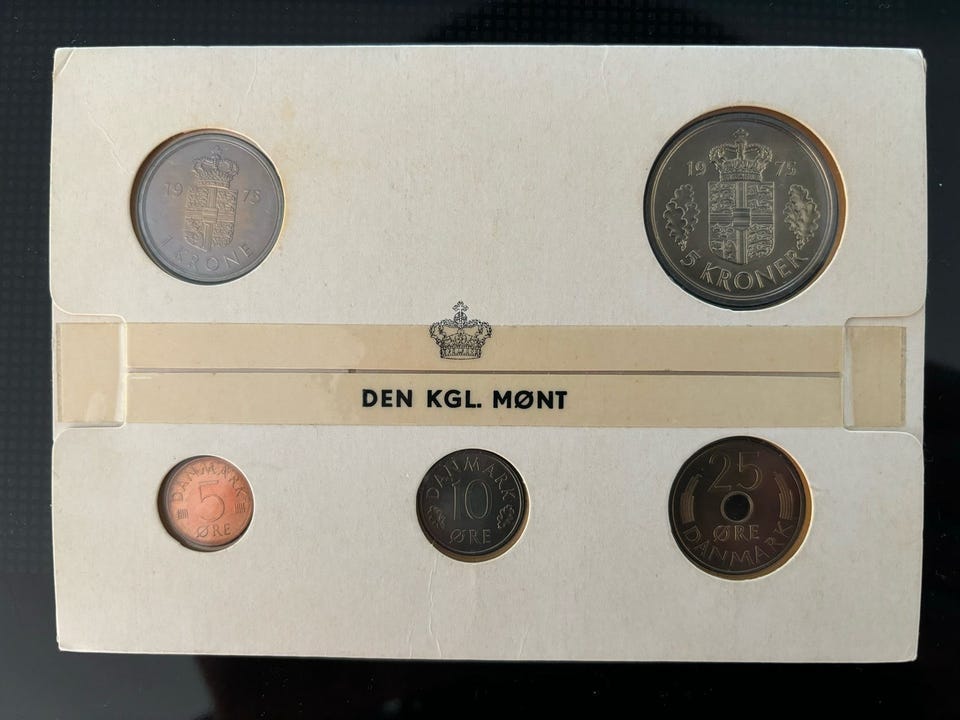 19 75
1 KRONE
19 75
5 KRONER
DEN KGL. MØNT
DANMARK
5
ØRE
DANMARK
10
ØRE
25
ØRE
DANMARK